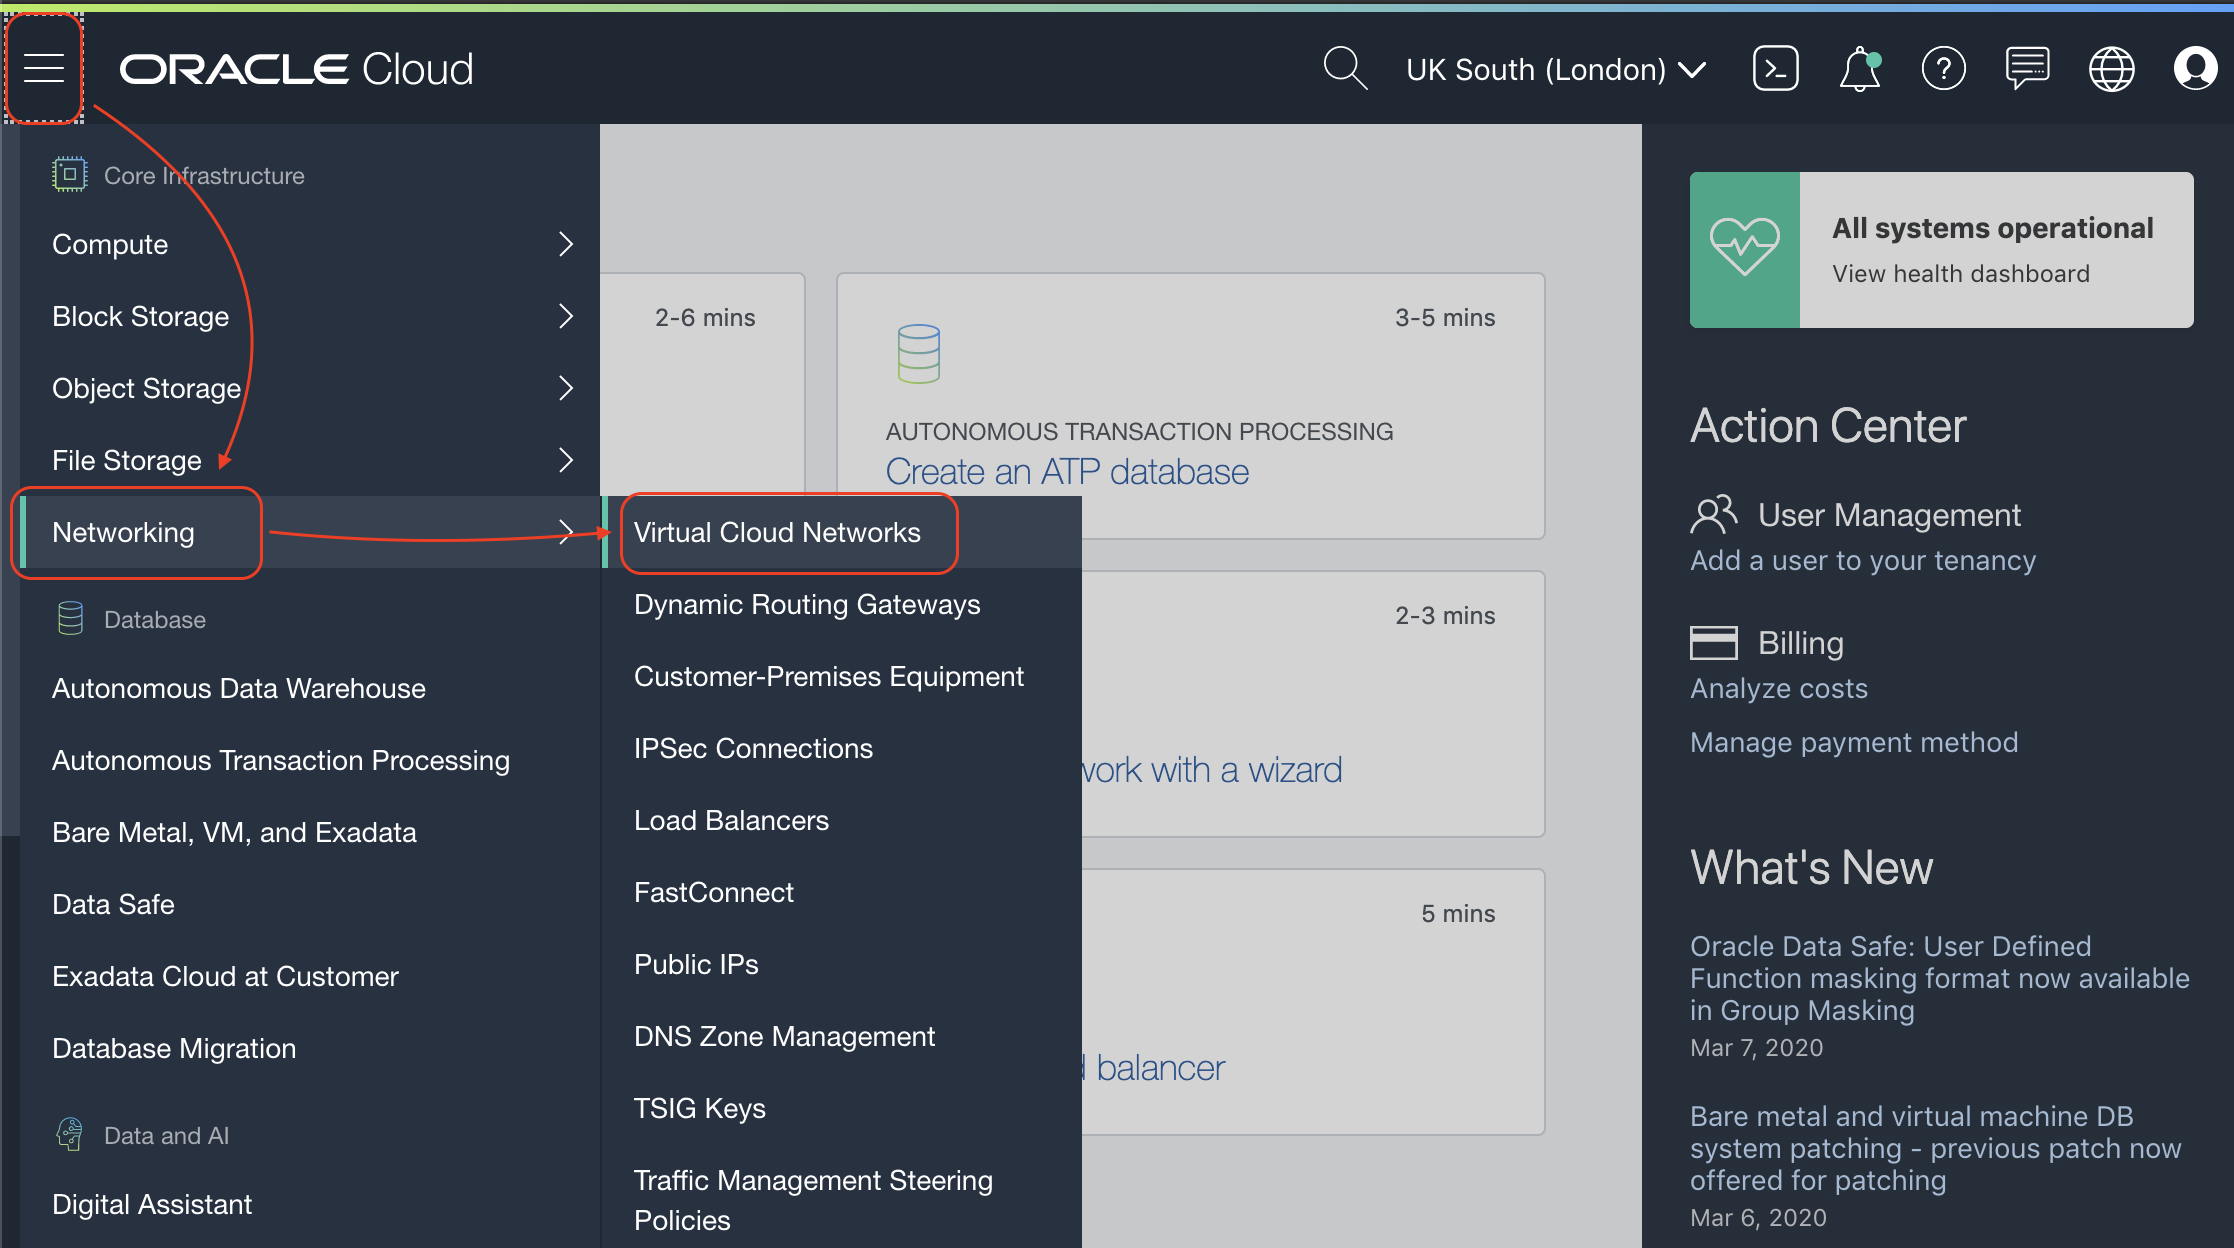 ORACLE Cloud
UK South (London)
Core Infrastructure
Compute
Block Storage
Object Storage
File Storage
Networking
Database
Autonomous Data Warehouse
Autonomous Transaction Processing
Bare Metal, VM, and Exadata
Data Safe
Exadata Cloud at Customer
Database Migration
Data and AI
Digital Assistant
Virtual Cloud Networks
Dynamic Routing Gateways
Customer-Premises Equipment
IPSec Connections
Load Balancers
FastConnect
Public IPs
DNS Zone Management
TSIG Keys
Traffic Management Steering
Policies
2-6 mins
3-5 mins
AUTONOMOUS TRANSACTION PROCESSING
Create an ATP database
2-3 mins
work with a wizard
5 mins
balancer
All systems operational
View health dashboard
Action Center
User Management
Add a user to your tenancy
Billing
Analyze costs
Manage payment method
What's New
Oracle Data Safe: User Defined
Function masking format now available
in Group Masking
Mar 7, 2020
Bare metal and virtual machine DB
system patching - previous patch now
offered for patching
Mar 6, 2020